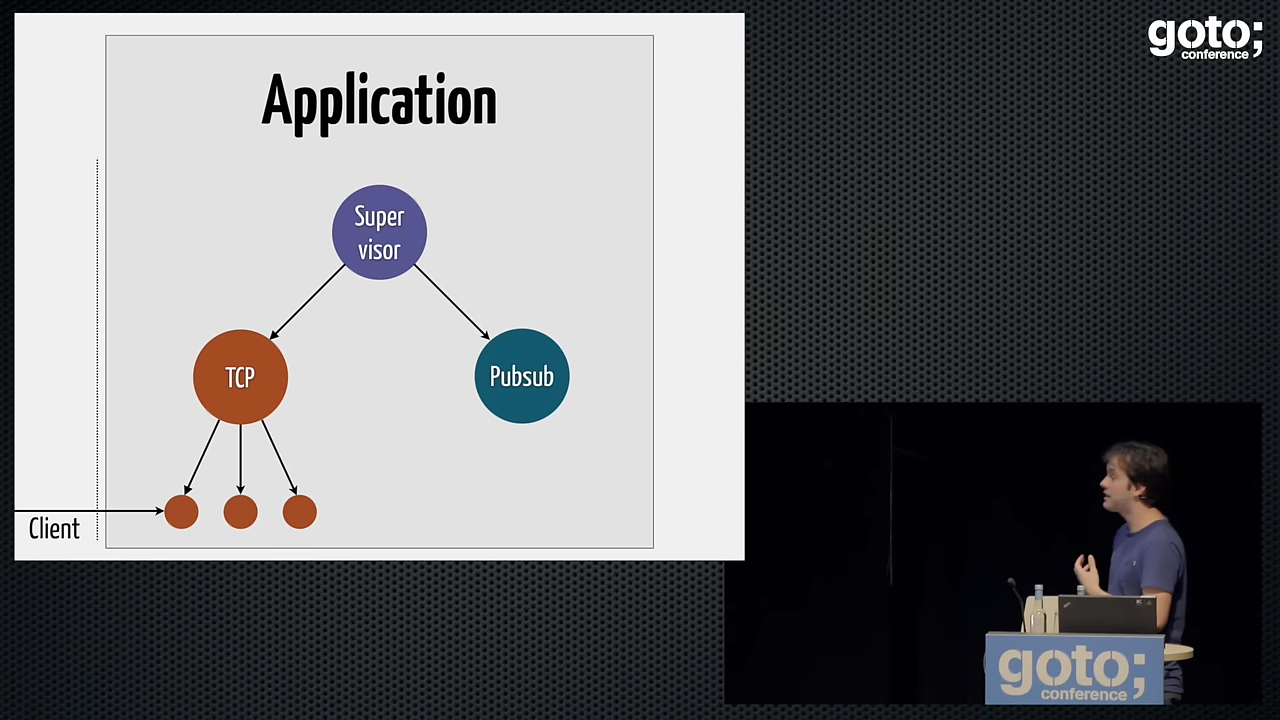 goto;
conference
Application
Super
visor
TCP
Pubsub
Client
goto;
conference